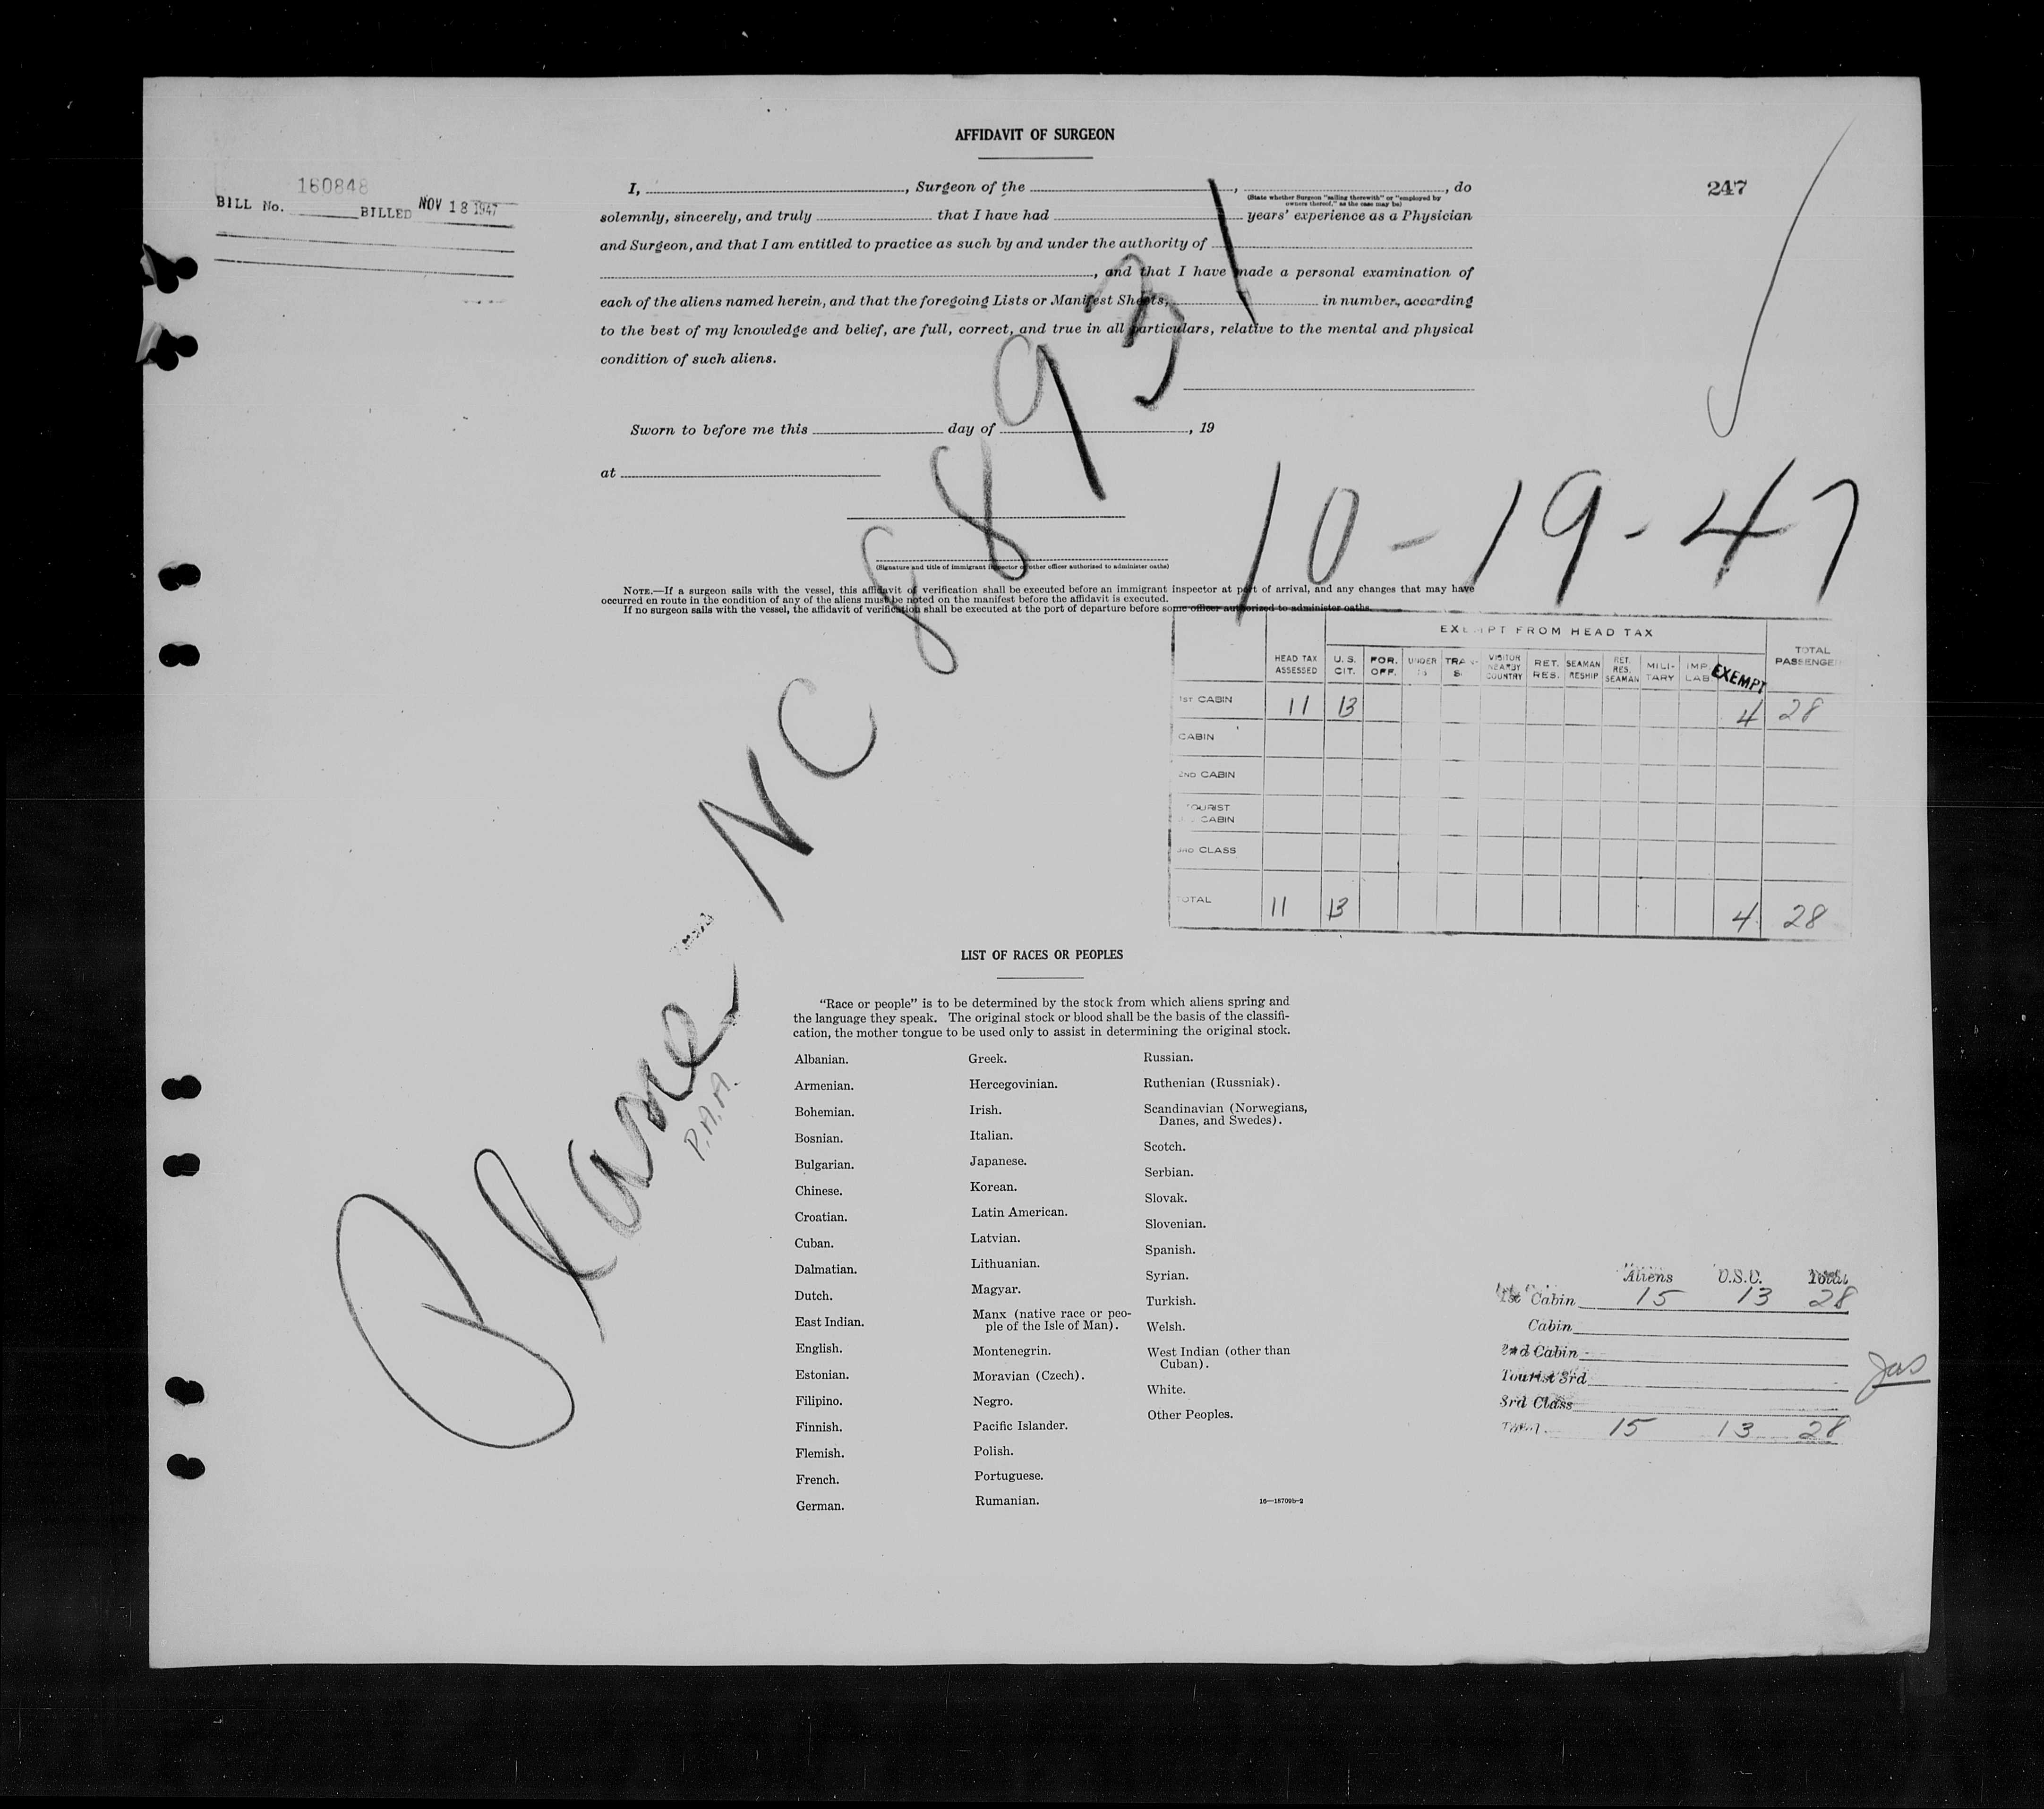 AFFIDAVIT OF SURGEON
247
160848
BILL No. BILLED NOV 18 1947
I, , Surgeon of the , , do
(State whether Surgeon "sailing therewith" or "employed by
owners thereof," as the case may be)
solemnly, sincerely, and truly that I have had years' experience as a Physician
and Surgeon, and that I am entitled to practice as such by and under the authority of
, and that I have made a personal examination of
each of the aliens named herein, and that the foregoing Lists or Manifest Sheets, in number, according
to the best of my knowledge and belief, are full, correct, and true in all particulars, relative to the mental and physical
condition of such aliens.
Sworn to before me this day of , 19
at
(Signature and title of immigrant inspector or other officer authorized to administer oaths)
NOTE.—If a surgeon sails with the vessel, this affidavit of verification shall be executed before an immigrant inspector at port of arrival, and any changes that may have
occurred en route in the condition of any of the aliens must be noted on the manifest before the affidavit is executed.
If no surgeon sails with the vessel, the affidavit of verification shall be executed at the port of departure before some officer authorized to administer oaths.
Plane NC 88931
P.A.A.
10-19-47
EXEMPT FROM HEAD TAX
HEAD TAX ASSESSED U. S. CIT. FOR. OFF. UNDER VISITOR NEARBY COUNTRY RET. RES. SEAMAN RESHIP RET. RES. SEAMAN MILI-TARY IMP. LAB. EXEMPT TOTAL PASSENGE
1ST CABIN 11 13 4 28
CABIN
2ND CABIN
TOURIST
CABIN
3RD CLASS
TOTAL 11 13 4 28
LIST OF RACES OR PEOPLES
"Race or people" is to be determined by the stock from which aliens spring and
the language they speak. The original stock or blood shall be the basis of the classifi-
cation, the mother tongue to be used only to assist in determining the original stock.
Albanian.
Armenian.
Bohemian.
Bosnian.
Bulgarian.
Chinese.
Croatian.
Cuban.
Dalmatian.
Dutch.
East Indian.
English.
Estonian.
Filipino.
Finnish.
Flemish.
French.
German.
Greek.
Hercegovinian.
Irish.
Italian.
Japanese.
Korean.
Latin American.
Latvian.
Lithuanian.
Magyar.
Manx (native race or peo-
ple of the Isle of Man).
Montenegrin.
Moravian (Czech).
Negro.
Pacific Islander.
Polish.
Portuguese.
Rumanian.
Russian.
Ruthenian (Russniak).
Scandinavian (Norwegians,
Danes, and Swedes).
Scotch.
Serbian.
Slovak.
Slovenian.
Spanish.
Syrian.
Turkish.
Welsh.
West Indian (other than
Cuban).
White.
Other Peoples.
16—18709b-2
Aliens U.S.C. Total
1st Cabin 15 13 28
Cabin
2nd Cabin
Tourist 3rd
3rd Class
Total 15 13 28